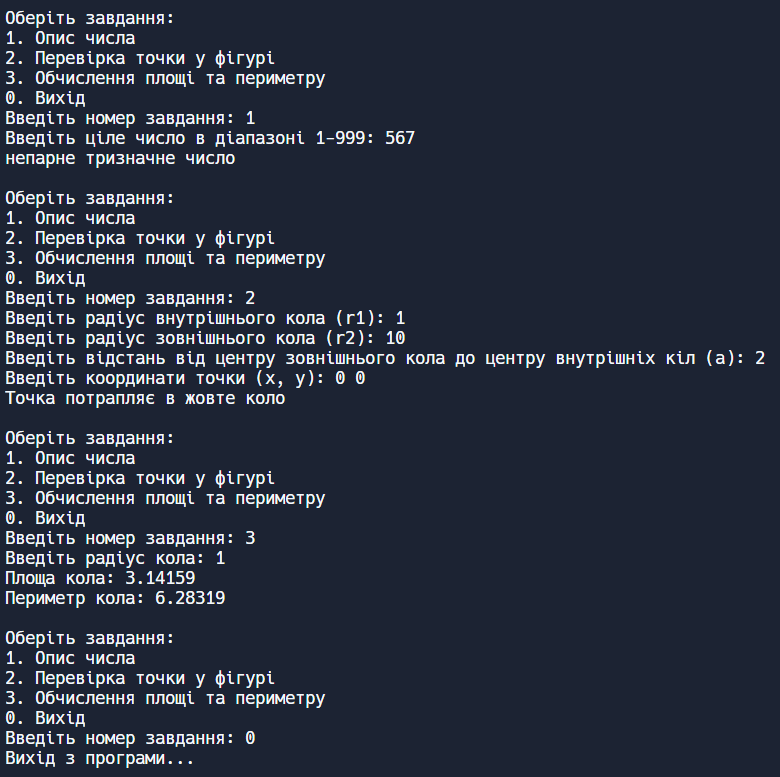 Оберіть завдання:
1. Опис числа
2. Перевірка точки у фігурі
3. Обчислення площі та периметру
0. Вихід
Введіть номер завдання: 1
Введіть ціле число в діапазоні 1-999: 567
непарне тризначне число
Оберіть завдання:
1. Опис числа
2. Перевірка точки у фігурі
3. Обчислення площі та периметру
0. Вихід
Введіть номер завдання: 2
Введіть радіус внутрішнього кола (r1): 1
Введіть радіус зовнішнього кола (r2): 10
Введіть відстань від центру зовнішнього кола до центру внутрішніх кіл (a): 2
Введіть координати точки (x, y): 0 0
Точка потрапляє в жовте коло
Оберіть завдання:
1. Опис числа
2. Перевірка точки у фігурі
3. Обчислення площі та периметру
0. Вихід
Введіть номер завдання: 3
Введіть радіус кола: 1
Площа кола: 3.14159
Периметр кола: 6.28319
Оберіть завдання:
1. Опис числа
2. Перевірка точки у фігурі
3. Обчислення площі та периметру
0. Вихід
Введіть номер завдання: 0
Вихід з програми...